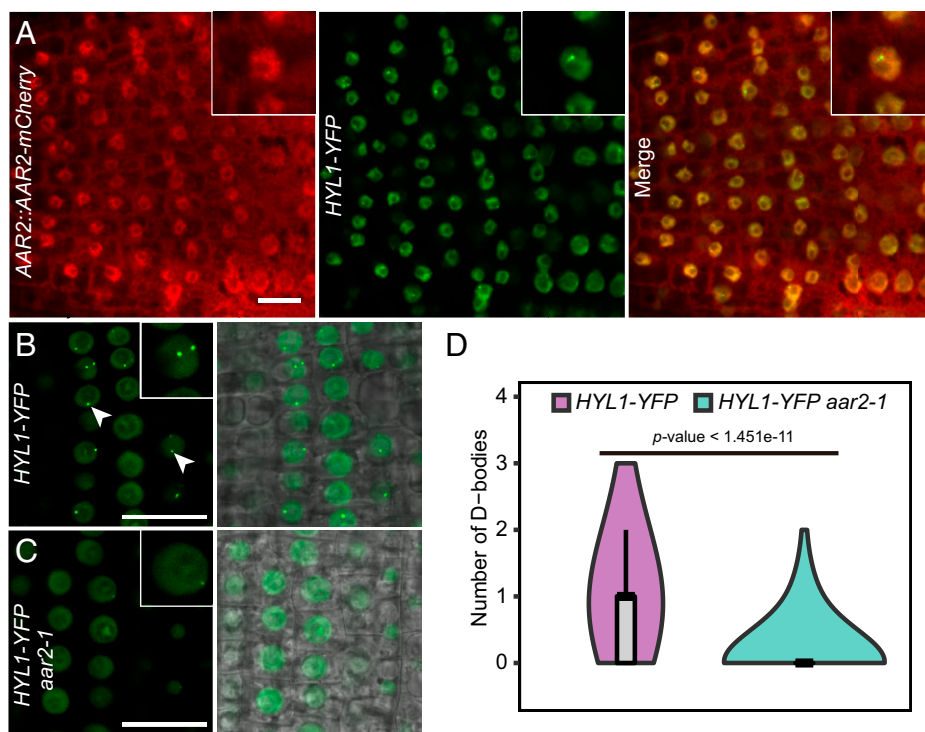 A
AAR2::AAR2-mCherry
HYL1-YFP
Merge
B
HYL1-YFP
C
HYL1-YFP
aar2-1
D
HYL1-YFP
HYL1-YFP aar2-1
p-value < 1.451e-11
Number of D−bodies
4
3
2
1
0